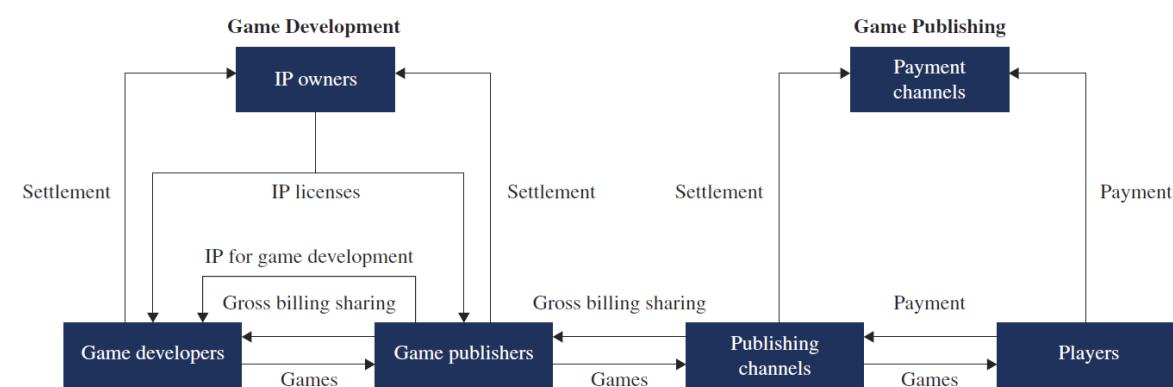 Game Development
Game Publishing
IP owners
Payment
channels
Settlement
IP licenses
Settlement
Settlement
Payment
IP for game development
Gross billing sharing
Gross billing sharing
Payment
Game developers
Game publishers
Publishing
channels
Players
Games
Games
Games